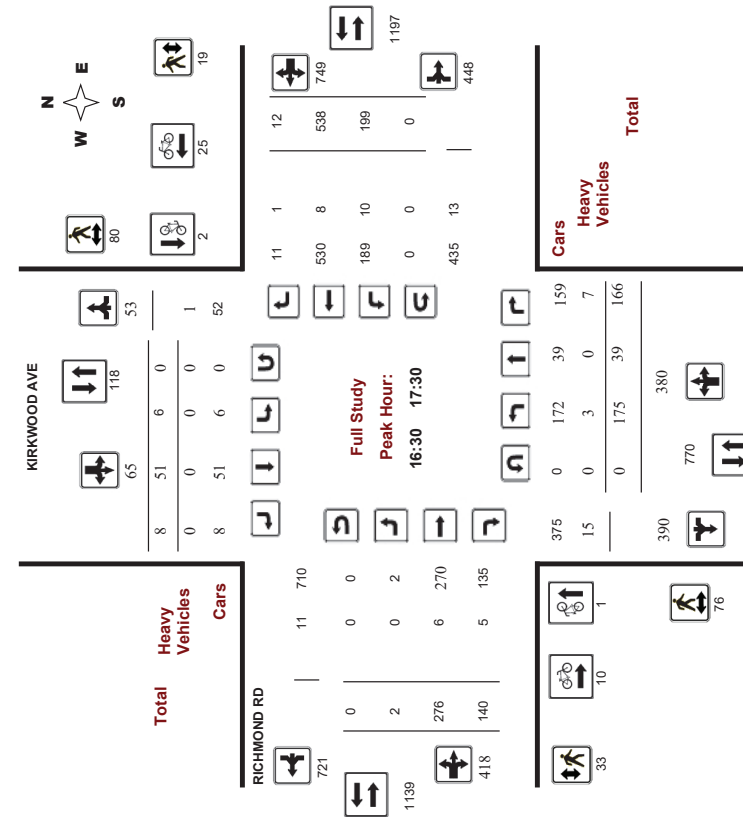 N
W E
S
KIRKWOOD AVE
118
65 53
80
19
2 25
8 51 6 0
0 0 0 0 1
8 51 6 0 52
Total
Heavy
Vehicles
Cars
749
1197
448
11 1 12
530 8 538
189 10 199
0 0 0
435 13
RICHMOND RD
721
1139
418
11 710
0 0 0
2 0 2
276 6 270
140 5 135
Full Study
Peak Hour:
16:30 17:30
Cars
Heavy
Vehicles
Total
375 0 172 39 159
15 0 3 0 7
0 175 39 166
390 380
770
33
10 1
76